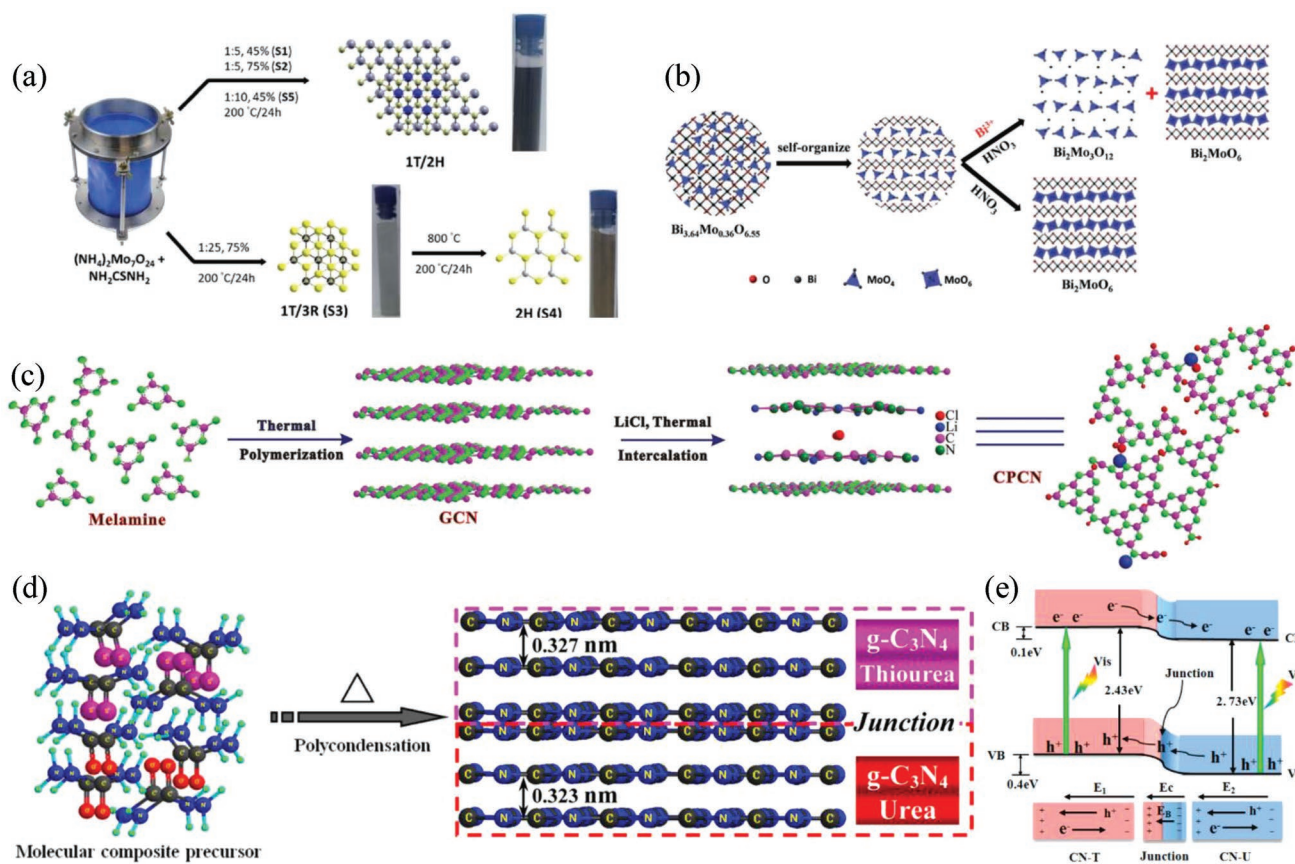 (a)
1:5, 45% (S1)
1:5, 75% (S2)
1:10, 45% (S5)
200 °C/24h
1T/2H
(NH₄)₂Mo₇O₂₄ +
NH₂CSNH₂
1:25, 75%
200 °C/24h
1T/3R (S3)
800 °C
200 °C/24h
2H (S4)
(b)
Bi₃.₆₄Mo₀.₃₆O₆.₅₅
self-organize
Bi³⁺
HNO₃
HNO₃
Bi₂Mo₃O₁₂
+
Bi₂MoO₆
Bi₂MoO₆
O
Bi
MoO₄
MoO₆
(c)
Melamine
Thermal
Polymerization
GCN
LiCl, Thermal
Intercalation
Cl
Li
C
N
CPCN
(d)
Molecular composite precursor
Polycondensation
0.327 nm
g-C₃N₄
Thiourea
Junction
0.323 nm
g-C₃N₄
Urea
(e)
CB
0.1eV
e⁻ e⁻
e⁻
e⁻
e⁻
e⁻ e⁻
Vis
2.43eV
Junction
2.73eV
VB
0.4eV
h⁺ h⁺
h⁺
h⁺
h⁺
h⁺ h⁺
E₁
Ec
E₂
h⁺
e⁻
E_B
h⁺
e⁻
CN-T
Junction
CN-U